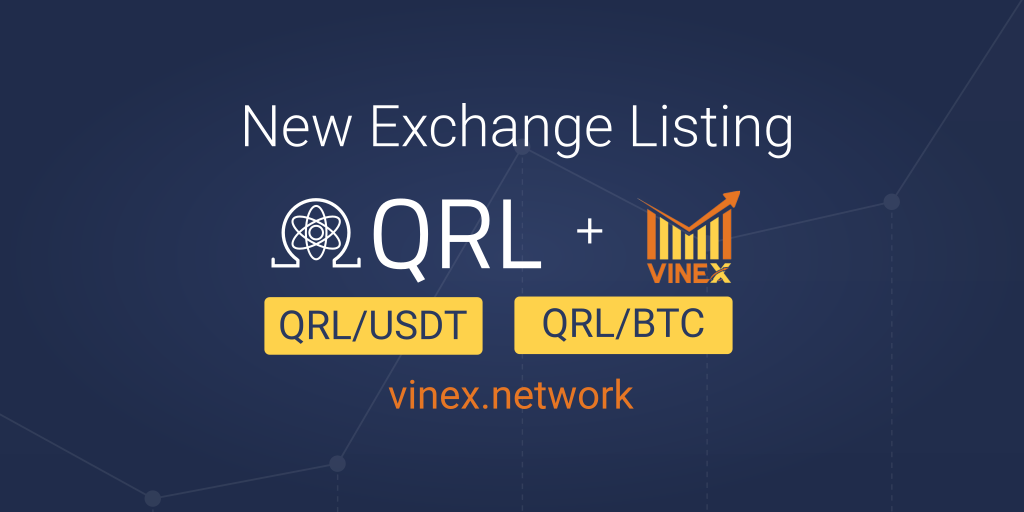 New Exchange Listing
QRL + VINEX
QRL/USDT QRL/BTC
vinex.network